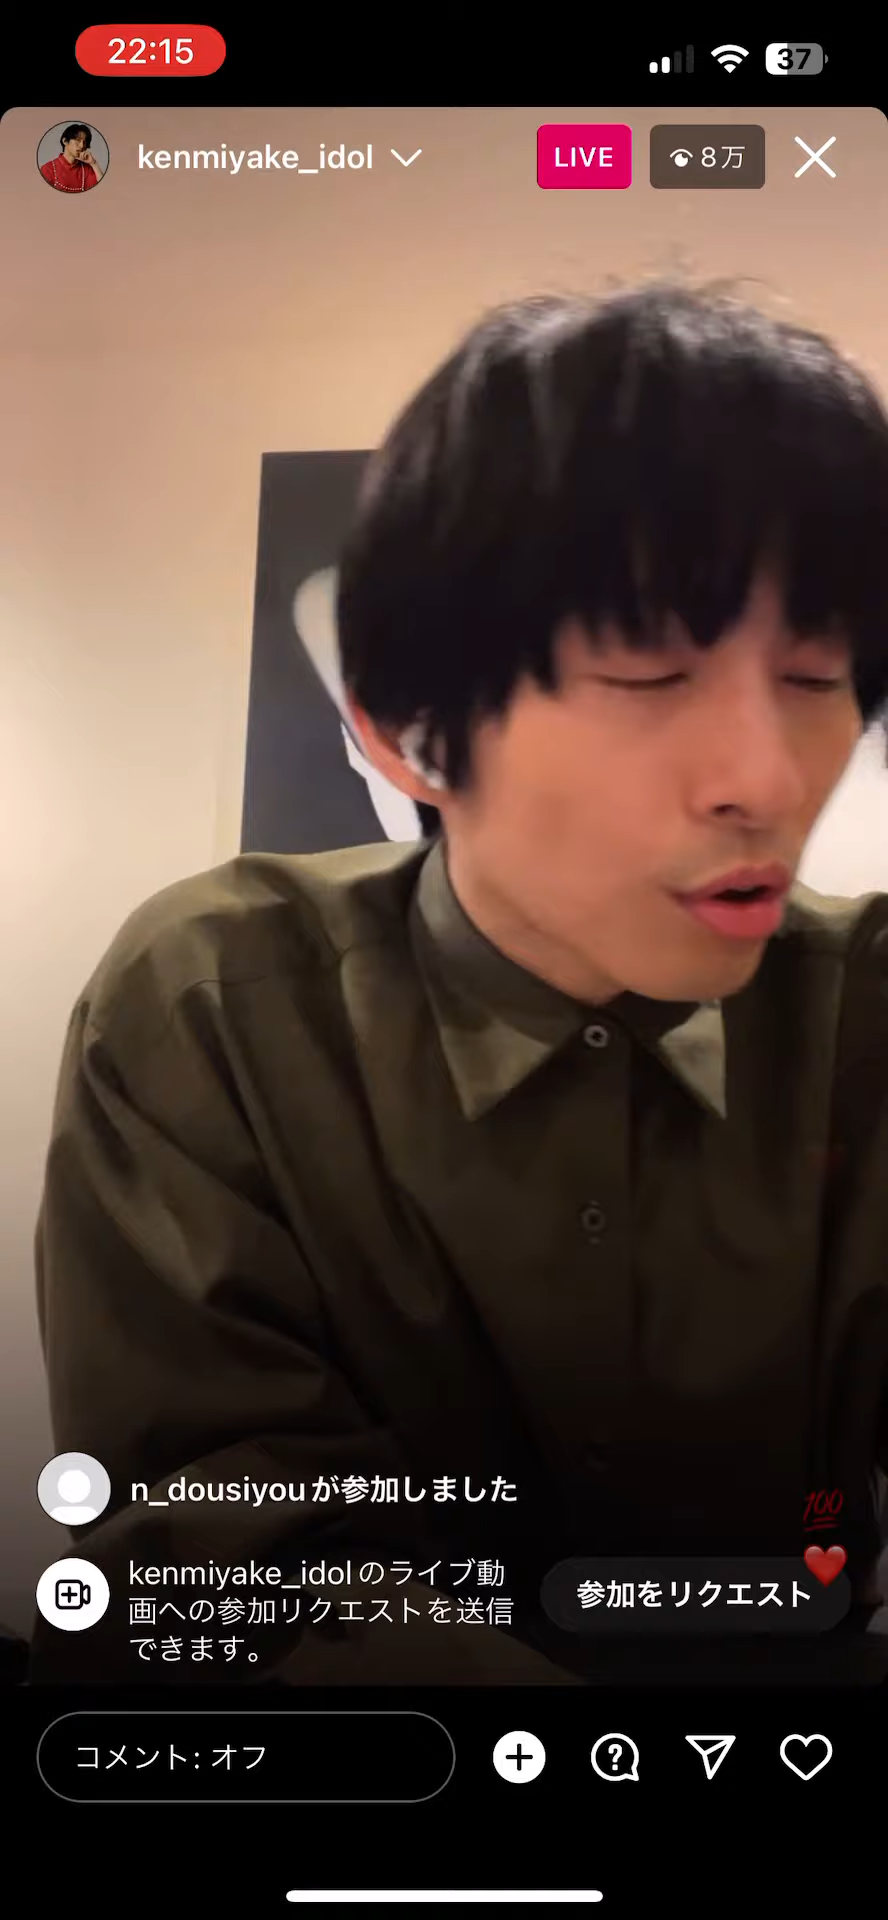 22:15
37
kenmiyake_idol
LIVE
8万
n_dousiyouが参加しました
💯
kenmiyake_idolのライブ動
画への参加リクエストを送信
できます。
参加をリクエスト
コメント: オフ